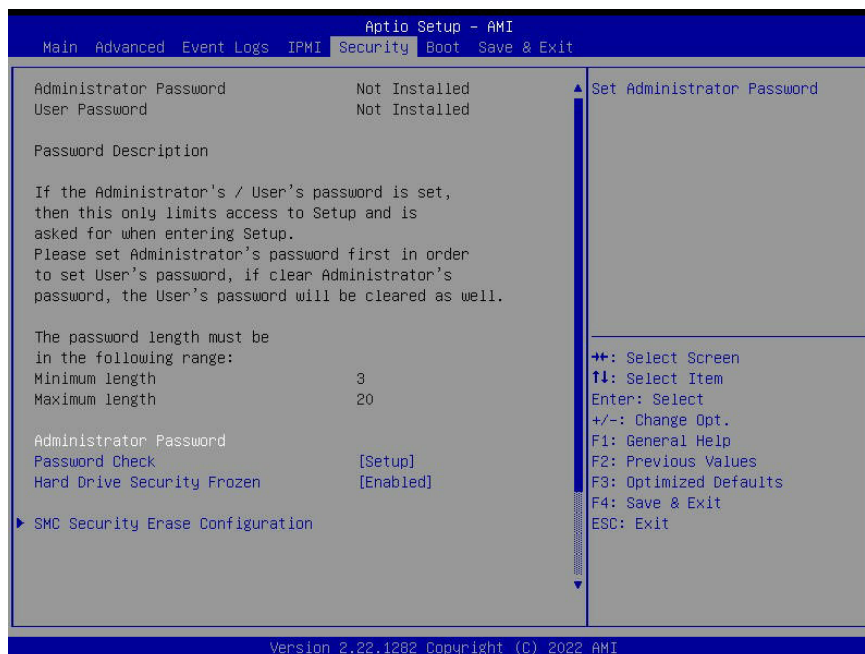 Aptio Setup – AMI
Main Advanced Event Logs IPMI Security Boot Save & Exit
Administrator Password Not Installed
User Password Not Installed
Password Description
If the Administrator's / User's password is set,
then this only limits access to Setup and is
asked for when entering Setup.
Please set Administrator's password first in order
to set User's password, if clear Administrator's
password, the User's password will be cleared as well.
The password length must be
in the following range:
Minimum length 3
Maximum length 20
Administrator Password
Password Check [Setup]
Hard Drive Security Frozen [Enabled]
SMC Security Erase Configuration
Set Administrator Password
→←: Select Screen
↑↓: Select Item
Enter: Select
+/-: Change Opt.
F1: General Help
F2: Previous Values
F3: Optimized Defaults
F4: Save & Exit
ESC: Exit
Version 2.22.1282 Copyright (C) 2022 AMI